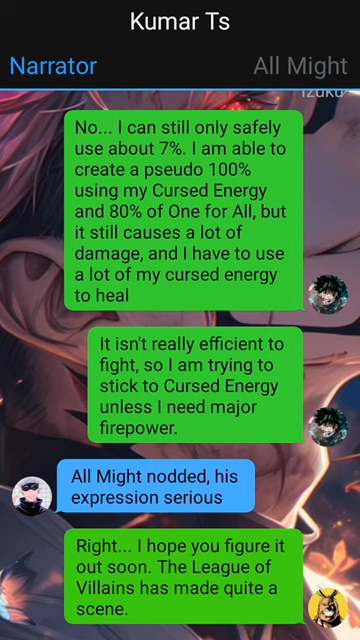 Kumar Ts
Narrator
All Might
Izuku
No... I can still only safely
use about 7%. I am able to
create a pseudo 100%
using my Cursed Energy
and 80% of One for All, but
it still causes a lot of
damage, and I have to use
a lot of my cursed energy
to heal
It isn't really efficient to
fight, so I am trying to
stick to Cursed Energy
unless I need major
firepower.
All Might nodded, his
expression serious
Right... I hope you figure it
out soon. The League of
Villains has made quite a
scene.